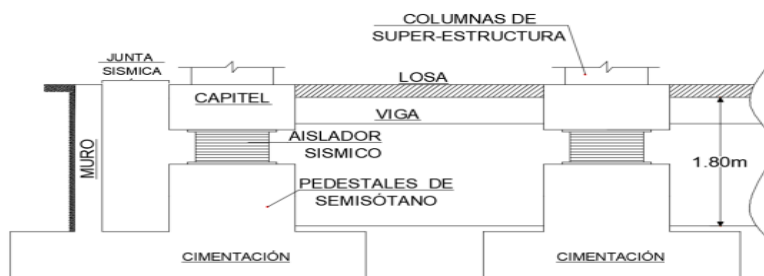 COLUMNAS DE
SUPER-ESTRUCTURA
JUNTA
SISMICA
LOSA
CAPITEL
VIGA
AISLADOR
SISMICO
MURO
1.80m
PEDESTALES DE
SEMISÓTANO
CIMENTACIÓN
CIMENTACIÓN